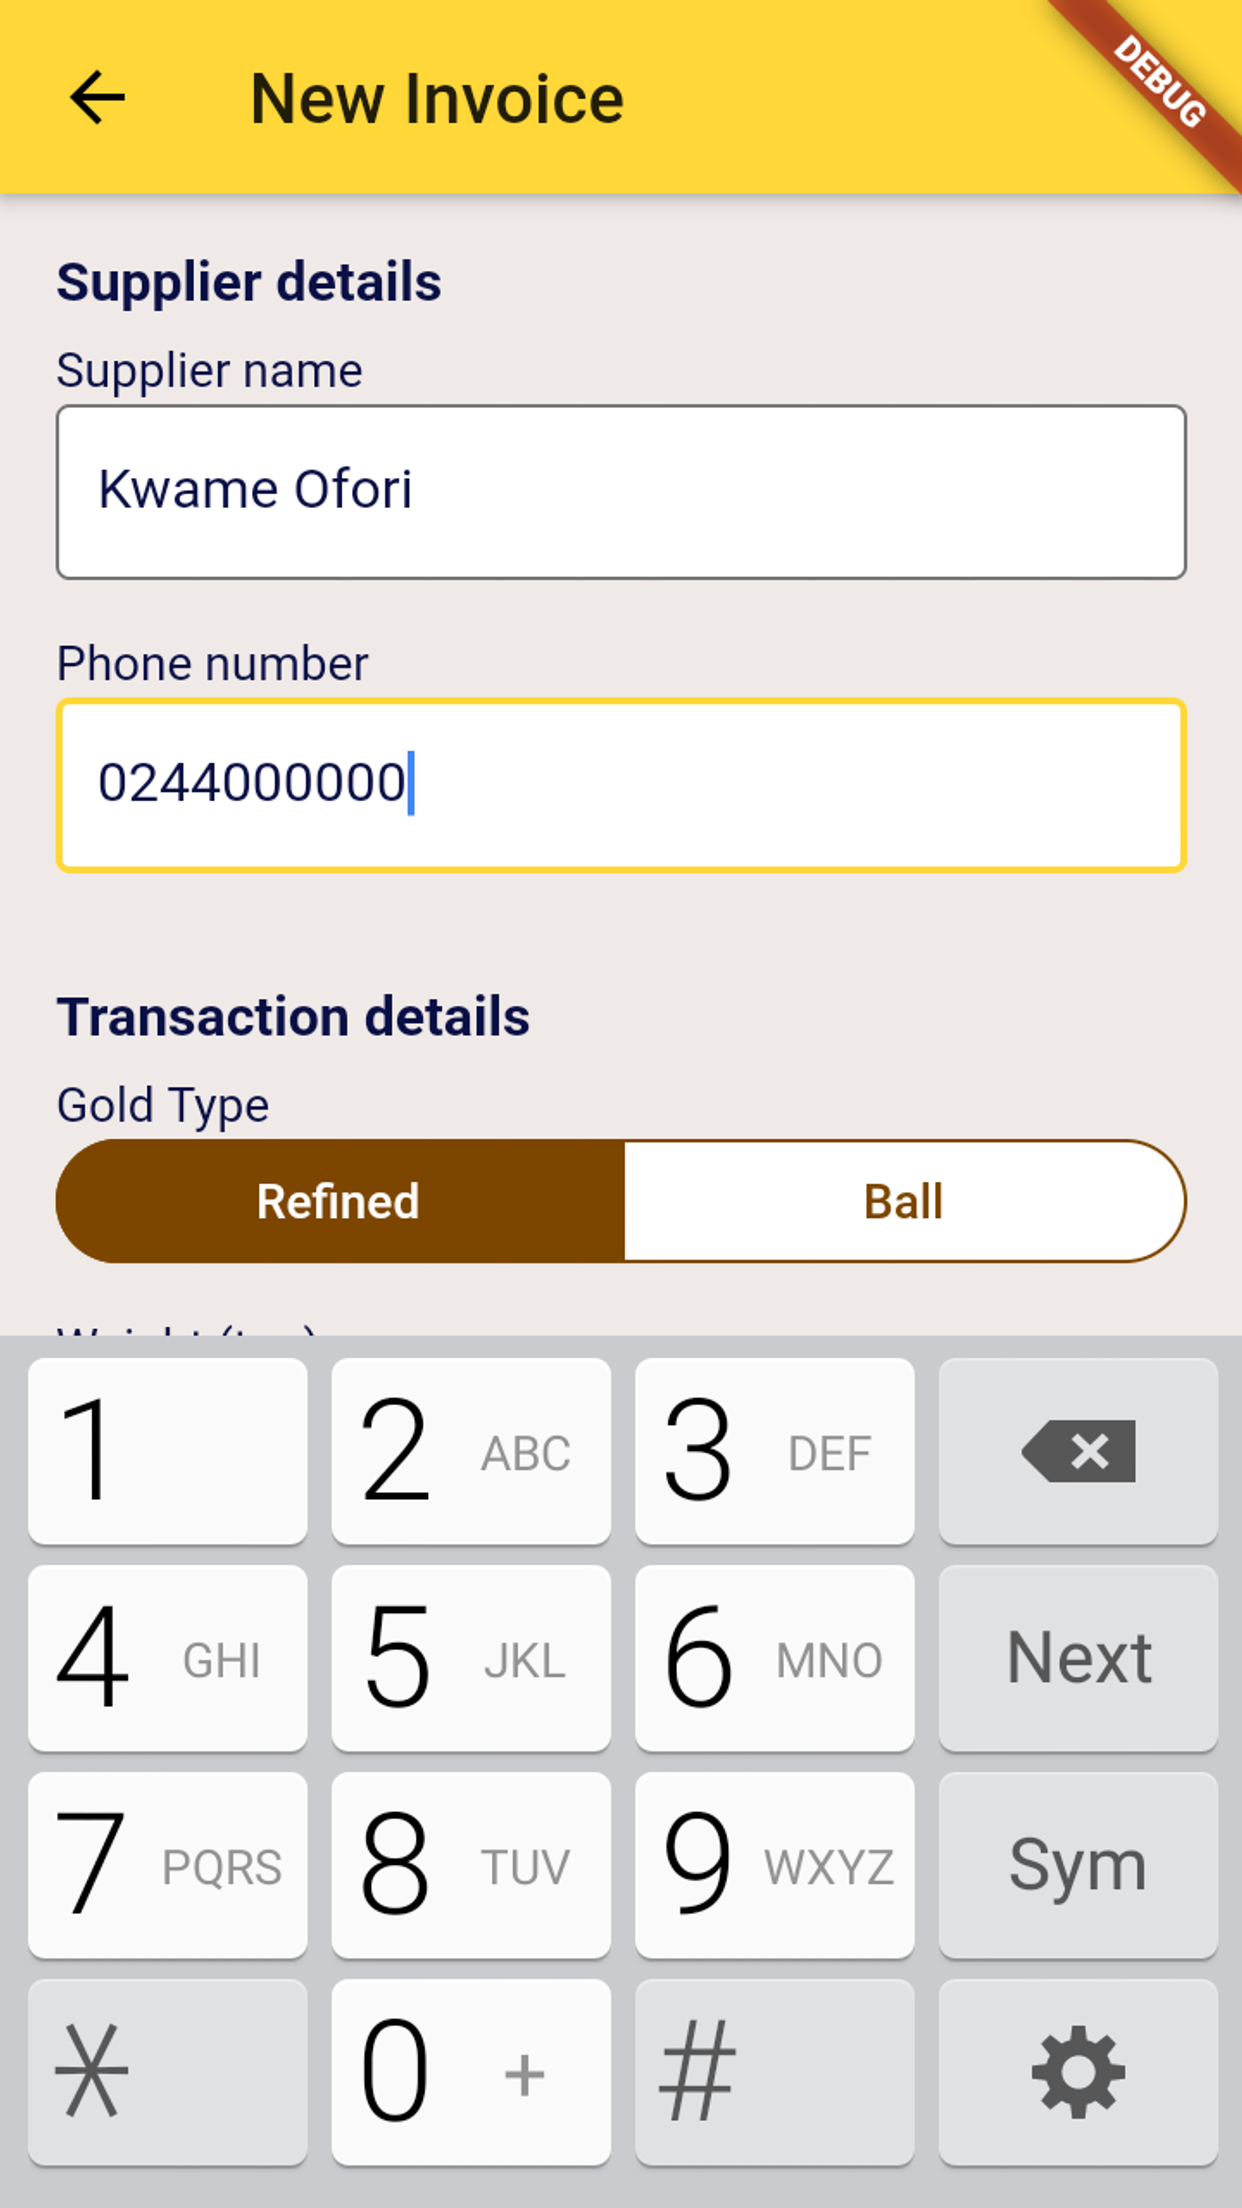 New Invoice
DEBUG
Supplier details
Supplier name
Kwame Ofori
Phone number
0244000000
Transaction details
Gold Type
Refined Ball
1 2 ABC 3 DEF
4 GHI 5 JKL 6 MNO Next
7 PQRS 8 TUV 9 WXYZ Sym
* 0 + #